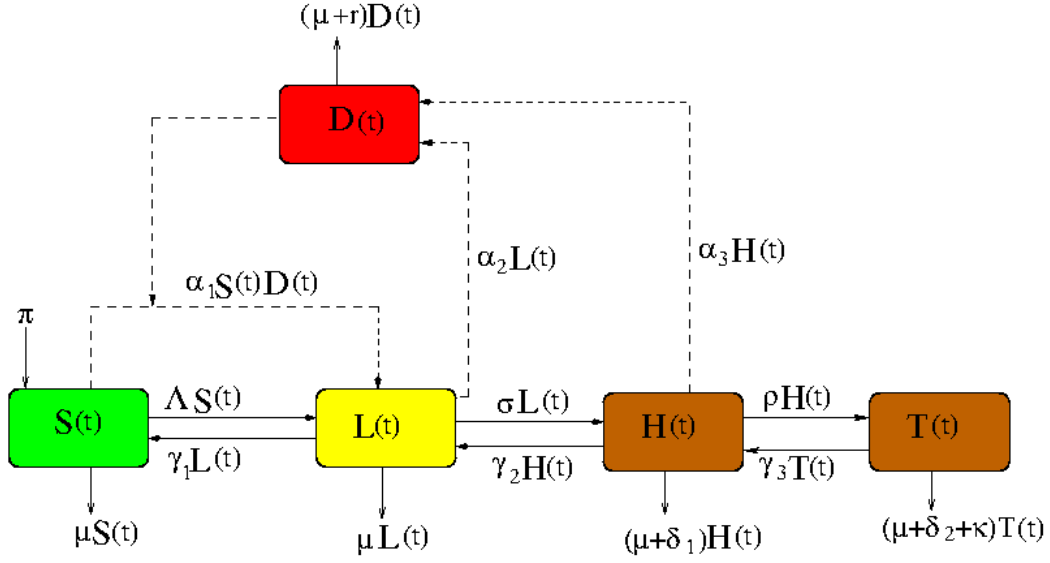 (μ+r)D(t)
D(t)
α₂L(t)
α₃H(t)
α₁S(t)D(t)
π
S(t)
ΛS(t)
γ₁L(t)
L(t)
σL(t)
γ₂H(t)
H(t)
ρH(t)
γ₃T(t)
T(t)
μS(t)
μL(t)
(μ+δ₁)H(t)
(μ+δ₂+κ)T(t)